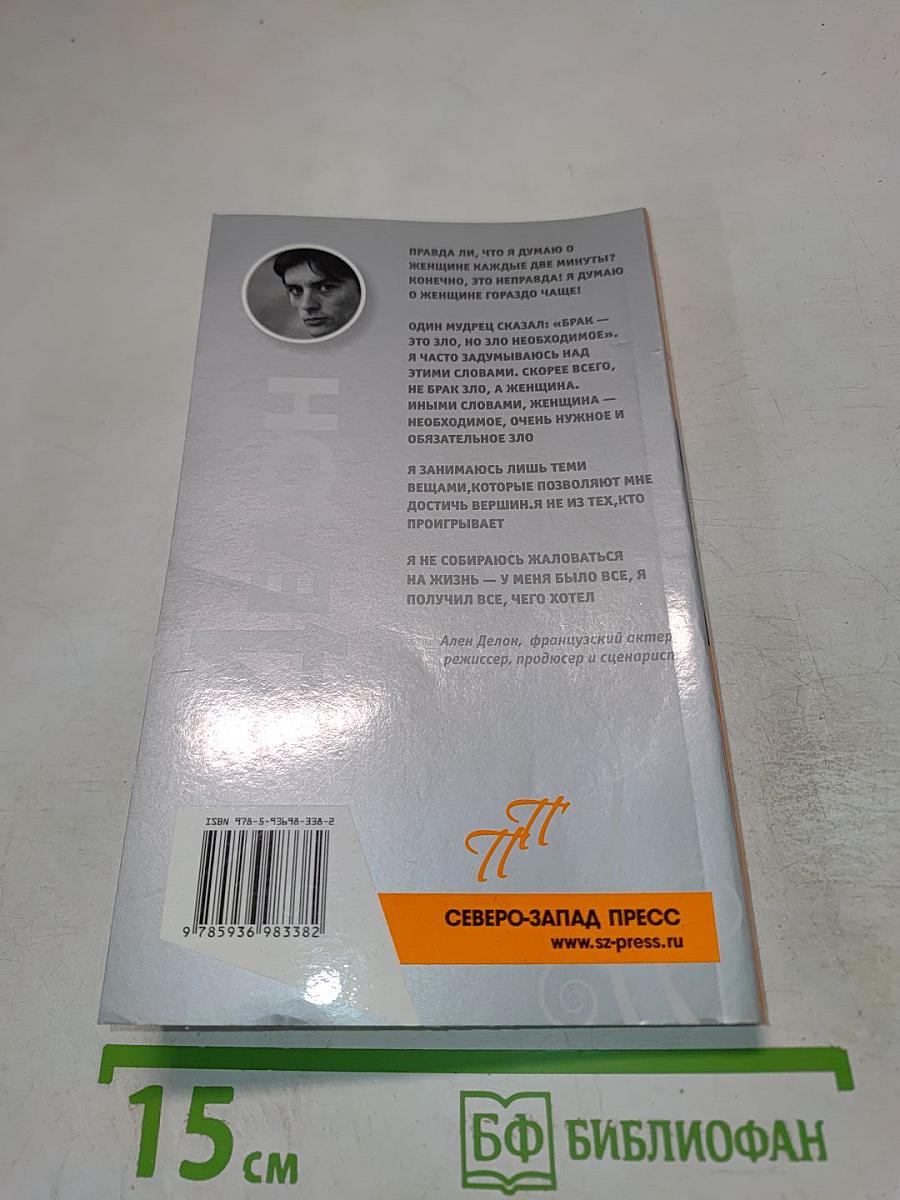 ПРАВДА ЛИ, ЧТО Я ДУМАЮ О
ЖЕНЩИНЕ КАЖДЫЕ ДВЕ МИНУТЫ?
КОНЕЧНО, ЭТО НЕПРАВДА! Я ДУМАЮ
О ЖЕНЩИНЕ ГОРАЗДО ЧАЩЕ!
ОДИН МУДРЕЦ СКАЗАЛ: «БРАК —
ЭТО ЗЛО, НО ЗЛО НЕОБХОДИМОЕ».
Я ЧАСТО ЗАДУМЫВАЮСЬ НАД
ЭТИМИ СЛОВАМИ. СКОРЕЕ ВСЕГО,
НЕ БРАК ЗЛО, А ЖЕНЩИНА.
ИНЫМИ СЛОВАМИ, ЖЕНЩИНА —
НЕОБХОДИМОЕ, ОЧЕНЬ НУЖНОЕ И
ОБЯЗАТЕЛЬНОЕ ЗЛО
Я ЗАНИМАЮСЬ ЛИШЬ ТЕМИ
ВЕЩАМИ,КОТОРЫЕ ПОЗВОЛЯЮТ МНЕ
ДОСТИЧЬ ВЕРШИН.Я НЕ ИЗ ТЕХ,КТО
ПРОИГРЫВАЕТ
Я НЕ СОБИРАЮСЬ ЖАЛОВАТЬСЯ
НА ЖИЗНЬ — У МЕНЯ БЫЛО ВСЕ, Я
ПОЛУЧИЛ ВСЕ, ЧЕГО ХОТЕЛ
Ален Делон, французский актер
режиссер, продюсер и сценарист
ДЕЛОН
ISBN 978-5-93698-338-2
9 785936 983382
ПП
СЕВЕРО-ЗАПАД ПРЕСС
www.sz-press.ru
15 см
БФ БИБЛИОФАН